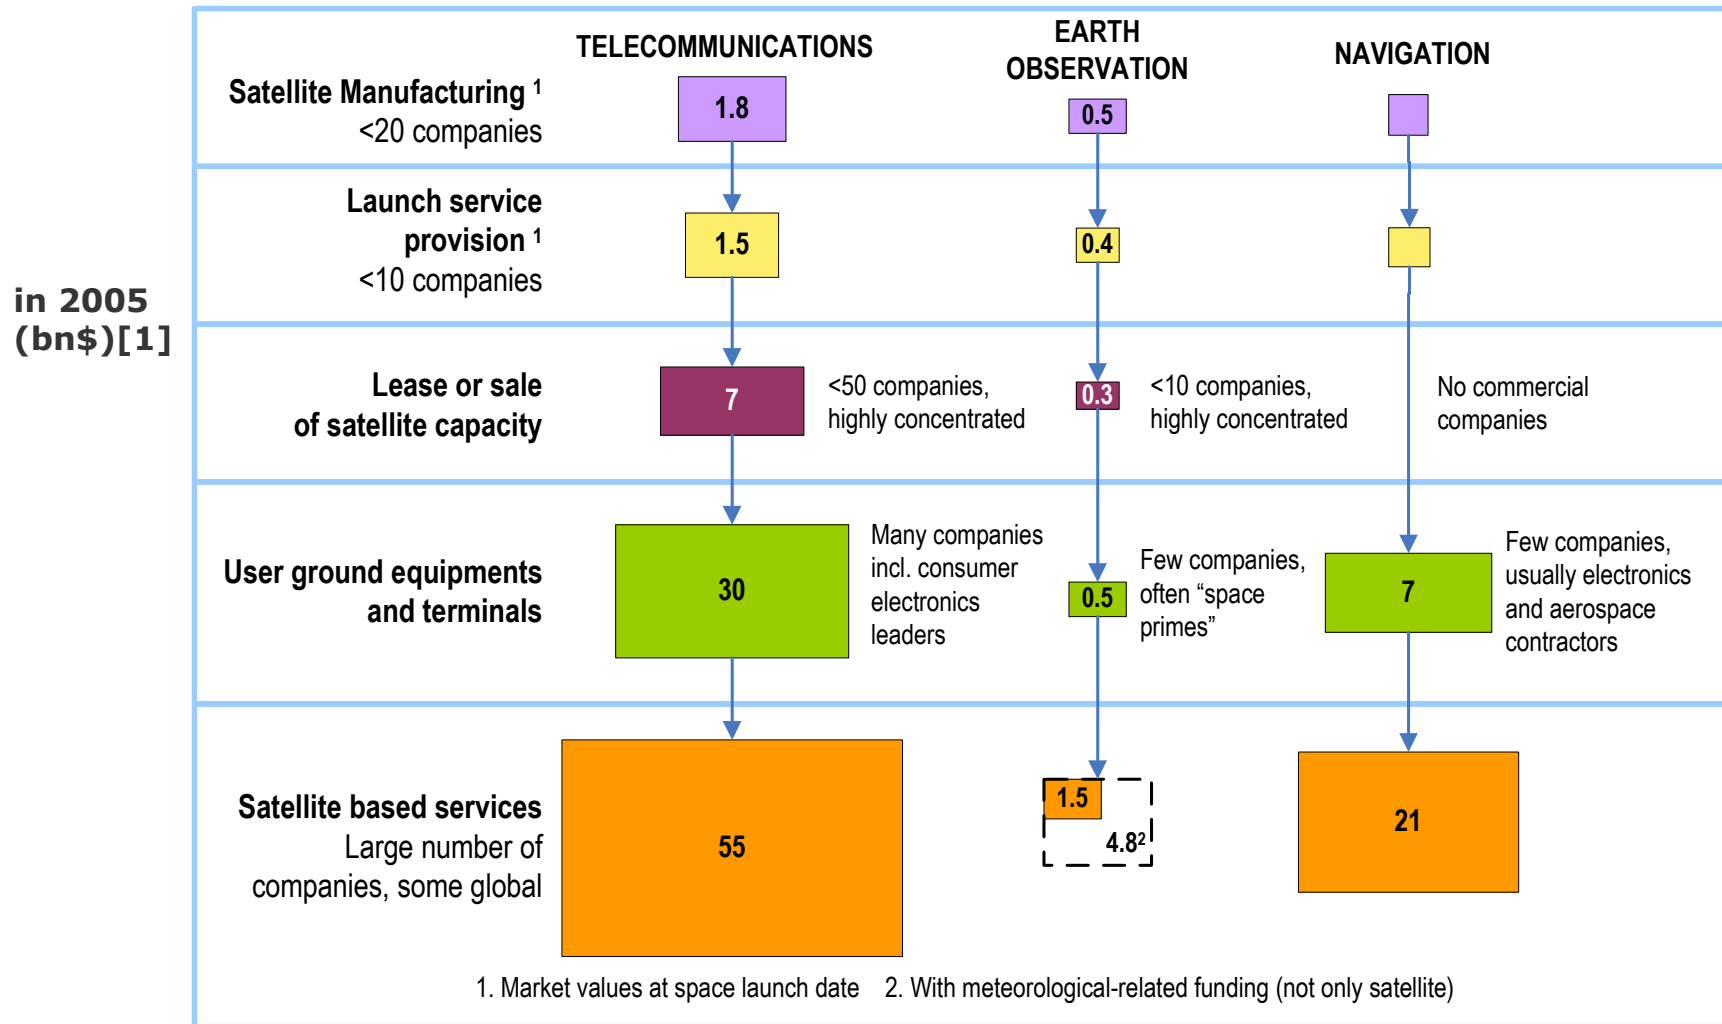 in 2005
(bn$)[1]
TELECOMMUNICATIONS
EARTH
OBSERVATION
NAVIGATION
Satellite Manufacturing ¹
<20 companies
1.8
0.5
Launch service
provision ¹
<10 companies
1.5
0.4
Lease or sale
of satellite capacity
7
<50 companies,
highly concentrated
0.3
<10 companies,
highly concentrated
No commercial
companies
User ground equipments
and terminals
30
Many companies
incl. consumer
electronics
leaders
0.5
Few companies,
often “space
primes”
7
Few companies,
usually electronics
and aerospace
contractors
Satellite based services
Large number of
companies, some global
55
1.5
4.8²
21
1. Market values at space launch date 2. With meteorological-related funding (not only satellite)